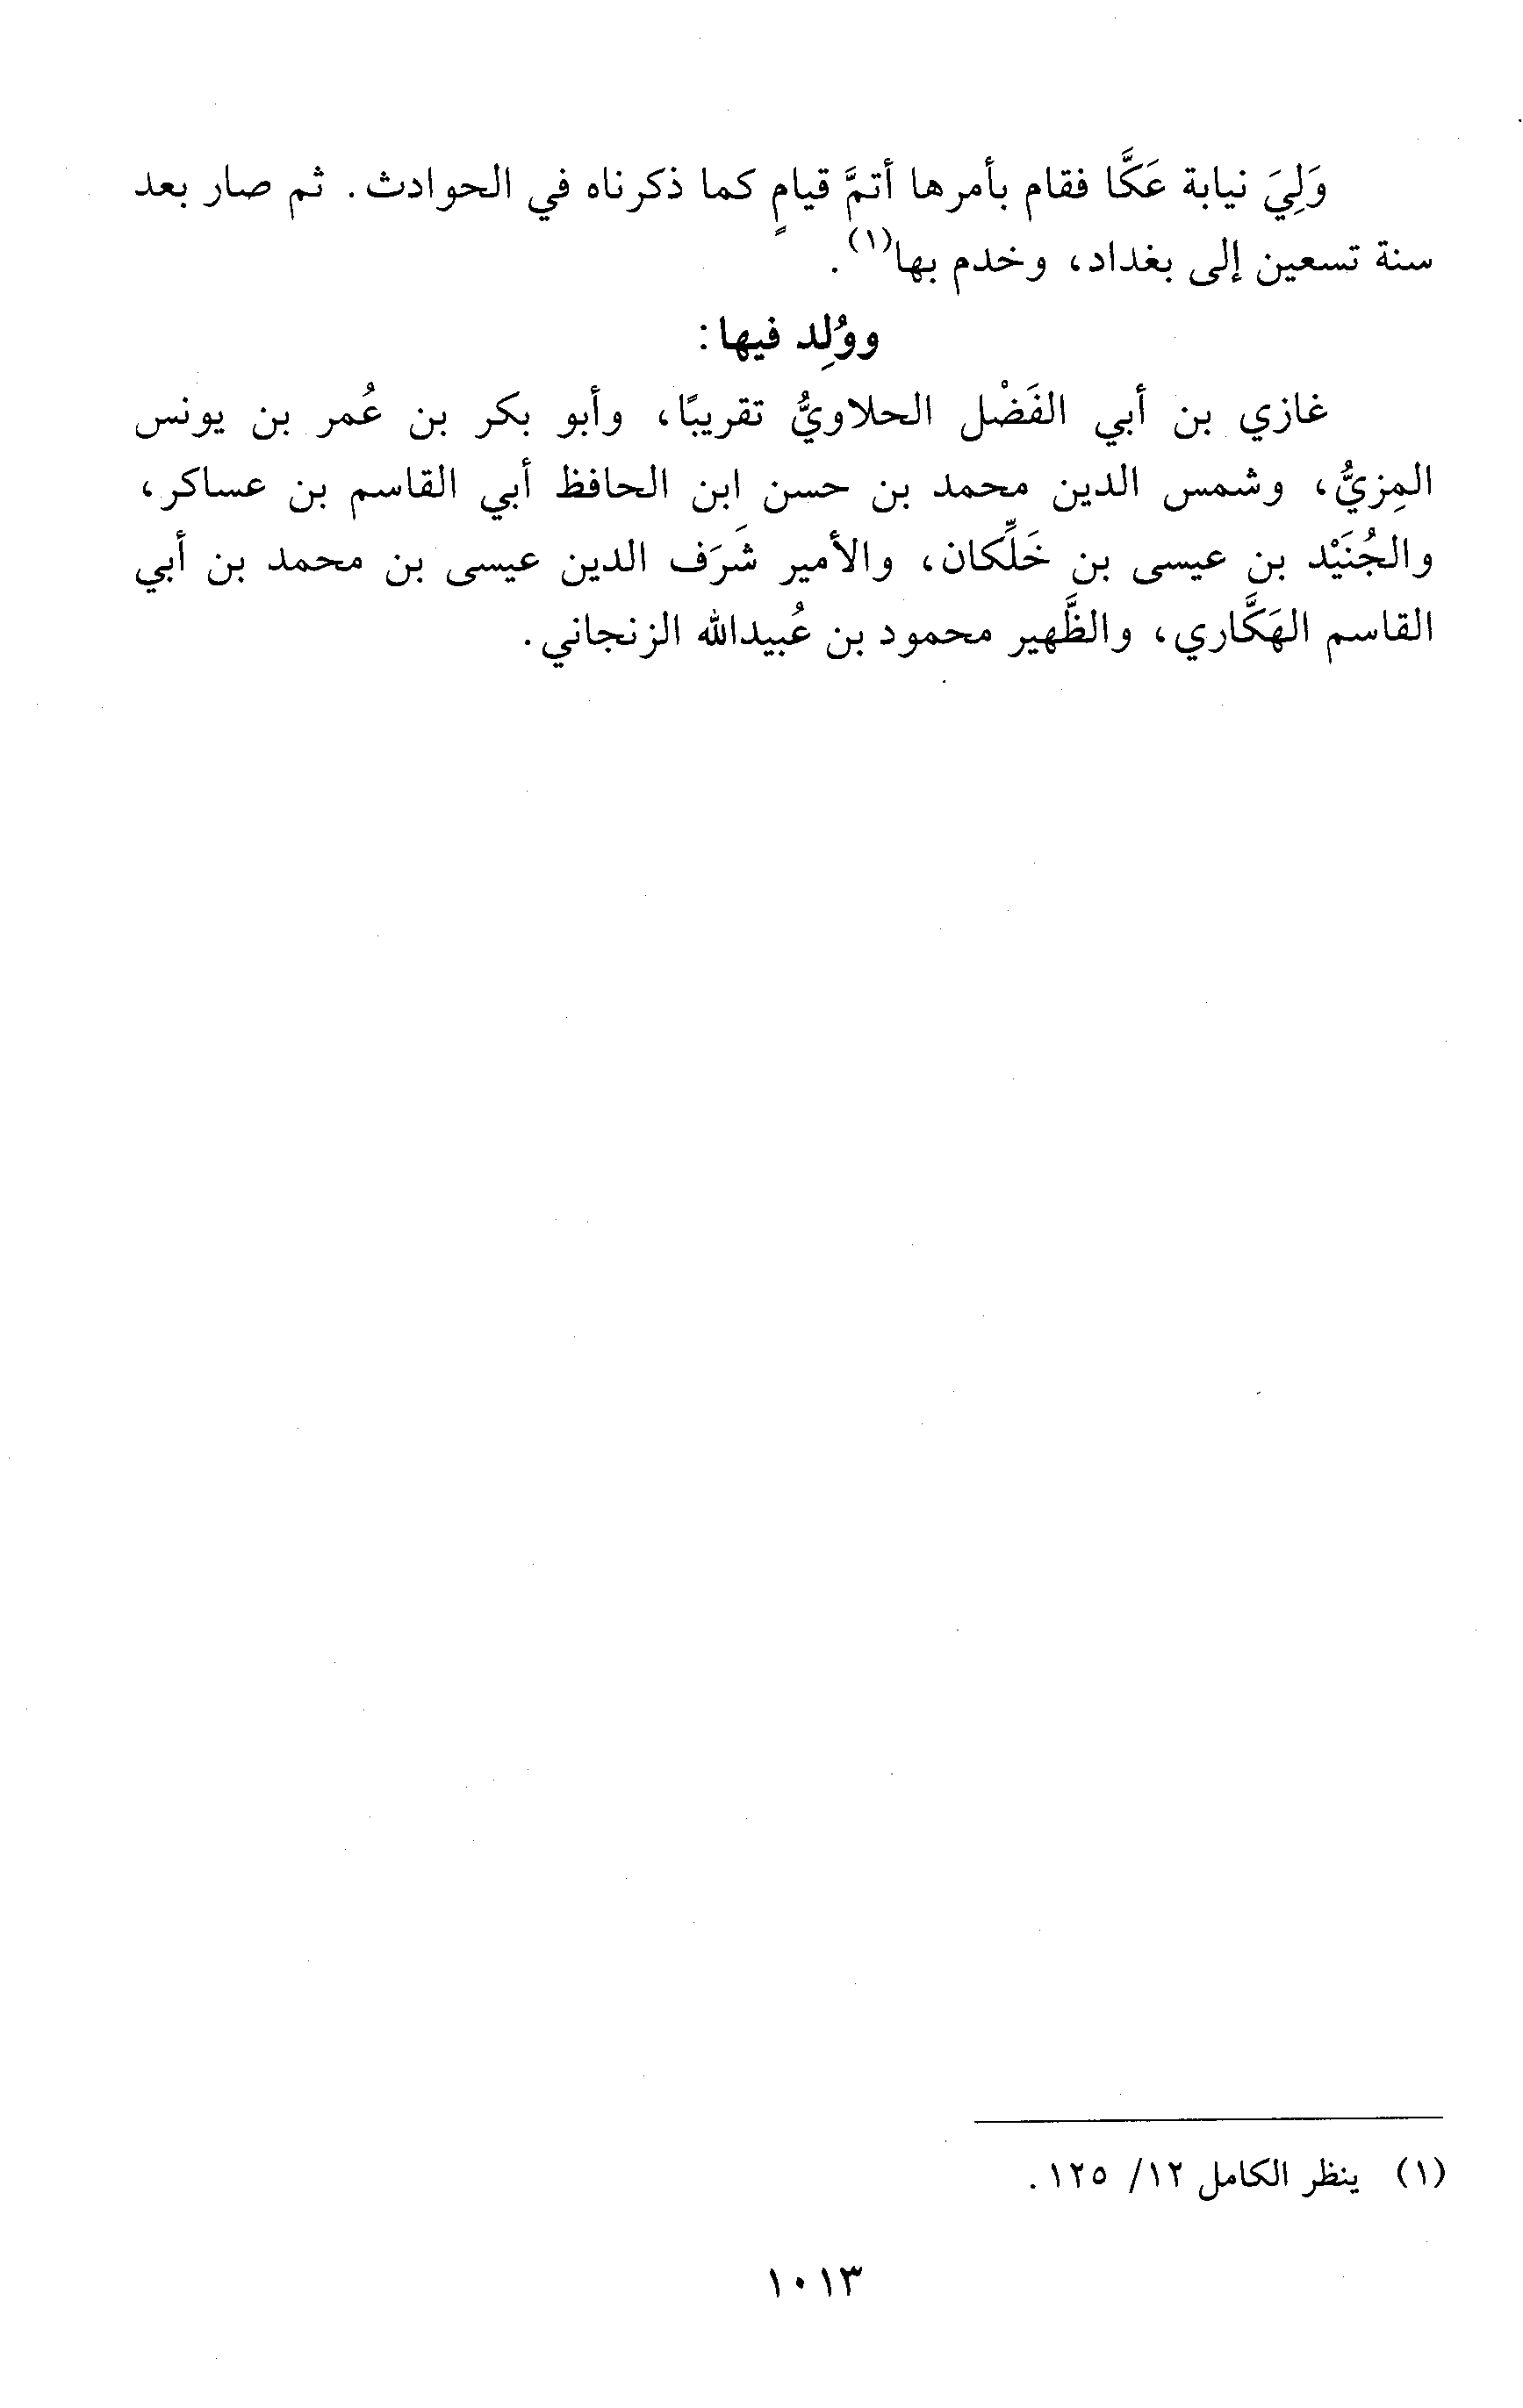 وَلِيَ نيابة عَكَّا فقام بأمرها أتمَّ قيامٍ كما ذكرناه في الحوادث. ثم صار بعد
سنة تسعين إلى بغداد، وخدم بها(١).
ووُلِد فيها:
غازي بن أبي الفَضْل الحلاويُّ تقريبًا، وأبو بكر بن عُمر بن يونس
المِزيُّ، وشمس الدين محمد بن حسن ابن الحافظ أبي القاسم بن عساكر،
والجُنَيْد بن عيسى بن خَلِّكان، والأمير شَرَف الدين عيسى بن محمد بن أبي
القاسم الهَكَّاري، والظَّهير محمود بن عُبيدالله الزنجاني.
(١) ينظر الكامل ١٢/ ١٢٥.
١٠١٣